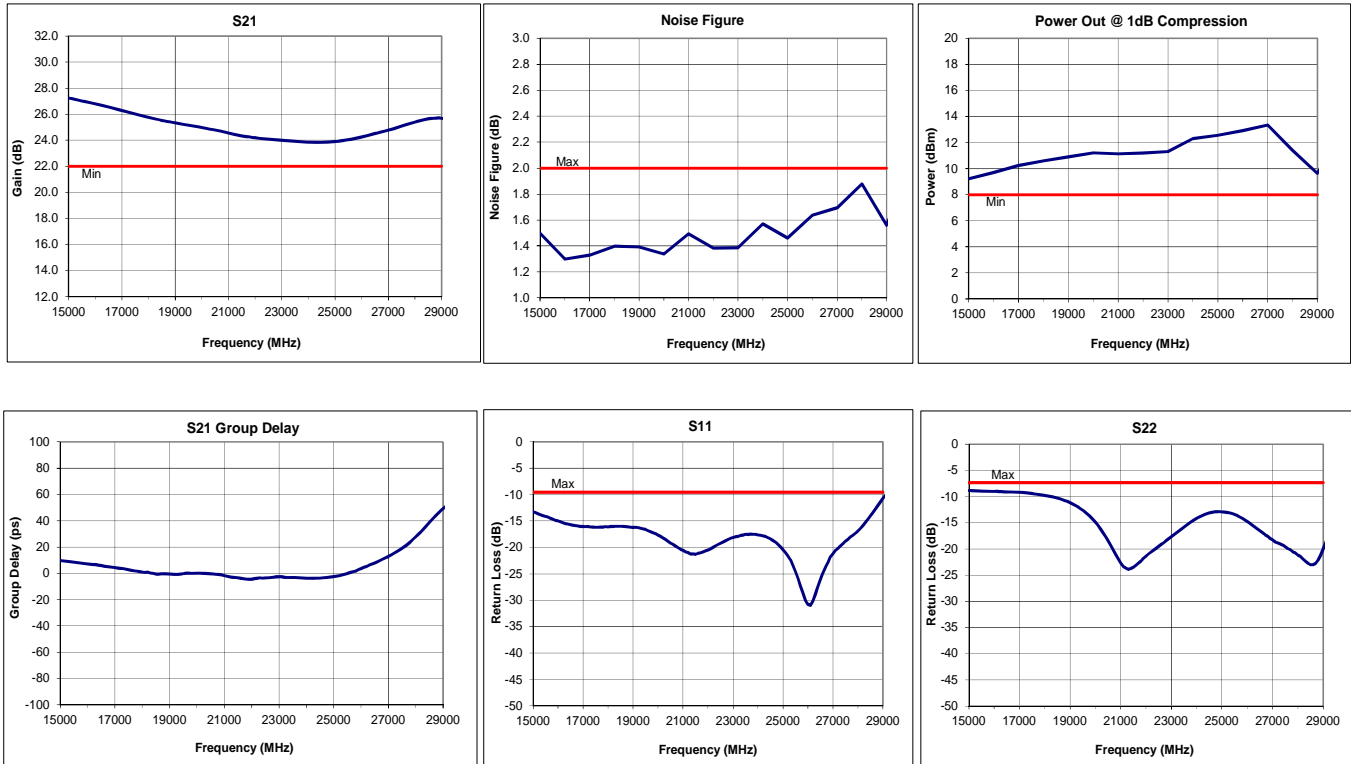 S21
Gain (dB)
32.0
30.0
28.0
26.0
24.0
22.0
20.0
18.0
16.0
14.0
12.0
Min
15000 17000 19000 21000 23000 25000 27000 29000
Frequency (MHz)
Noise Figure
Noise Figure (dB)
3.0
2.8
2.6
2.4
2.2
2.0
1.8
1.6
1.4
1.2
1.0
Max
15000 17000 19000 21000 23000 25000 27000 29000
Frequency (MHz)
Power Out @ 1dB Compression
Power (dBm)
20
18
16
14
12
10
8
6
4
2
0
Min
15000 17000 19000 21000 23000 25000 27000 29000
Frequency (MHz)
S21 Group Delay
Group Delay (ps)
100
80
60
40
20
0
-20
-40
-60
-80
-100
15000 17000 19000 21000 23000 25000 27000 29000
Frequency (MHz)
S11
Return Loss (dB)
0
-5
-10
-15
-20
-25
-30
-35
-40
-45
-50
Max
15000 17000 19000 21000 23000 25000 27000 29000
Frequency (MHz)
S22
Return Loss (dB)
0
-5
-10
-15
-20
-25
-30
-35
-40
-45
-50
Max
15000 17000 19000 21000 23000 25000 27000 29000
Frequency (MHz)